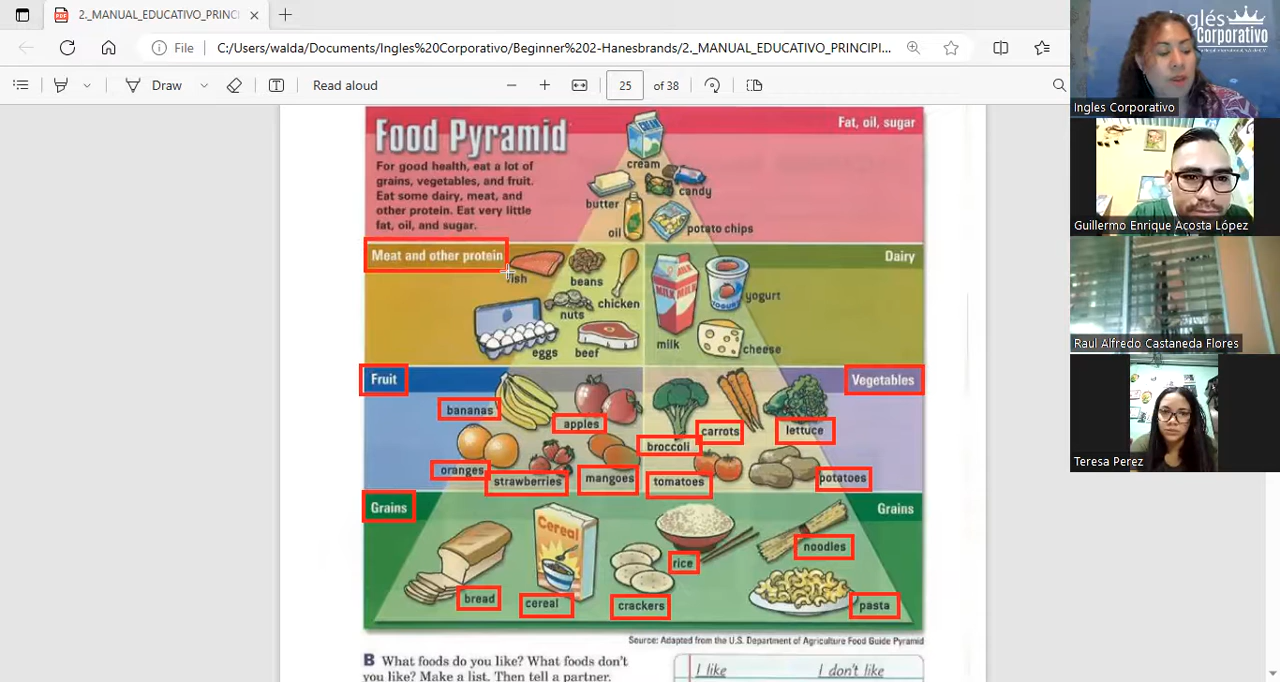 2._MANUAL_EDUCATIVO_PRINCI
File
C:/Users/walda/Documents/Ingles%20Corporativo/Beginner%202-Hanesbrands/2._MANUAL_EDUCATIVO_PRINCIPI...
Draw
Read aloud
25
of 38
Food Pyramid
For good health, eat a lot of
grains, vegetables, and fruit.
Eat some dairy, meat, and
other protein. Eat very little
fat, oil, and sugar.
Fat, oil, sugar
cream
butter
candy
oil
potato chips
Meat and other protein
Dairy
fish
beans
chicken
nuts
eggs
beef
MILK
milk
YOGURT
yogurt
cheese
Fruit
Vegetables
bananas
apples
broccoli
carrots
lettuce
oranges
strawberries
mangoes
tomatoes
potatoes
Grains
Grains
Cereal
bread
cereal
crackers
rice
noodles
pasta
Source: Adapted from the U.S. Department of Agriculture Food Guide Pyramid
B What foods do you like? What foods don't
you like? Make a list. Then tell a partner.
I like
I don't like
Inglés
Corporativo
Ingles Corporativo
Guillermo Enrique Acosta López
Raul Alfredo Castaneda Flores
Teresa Perez